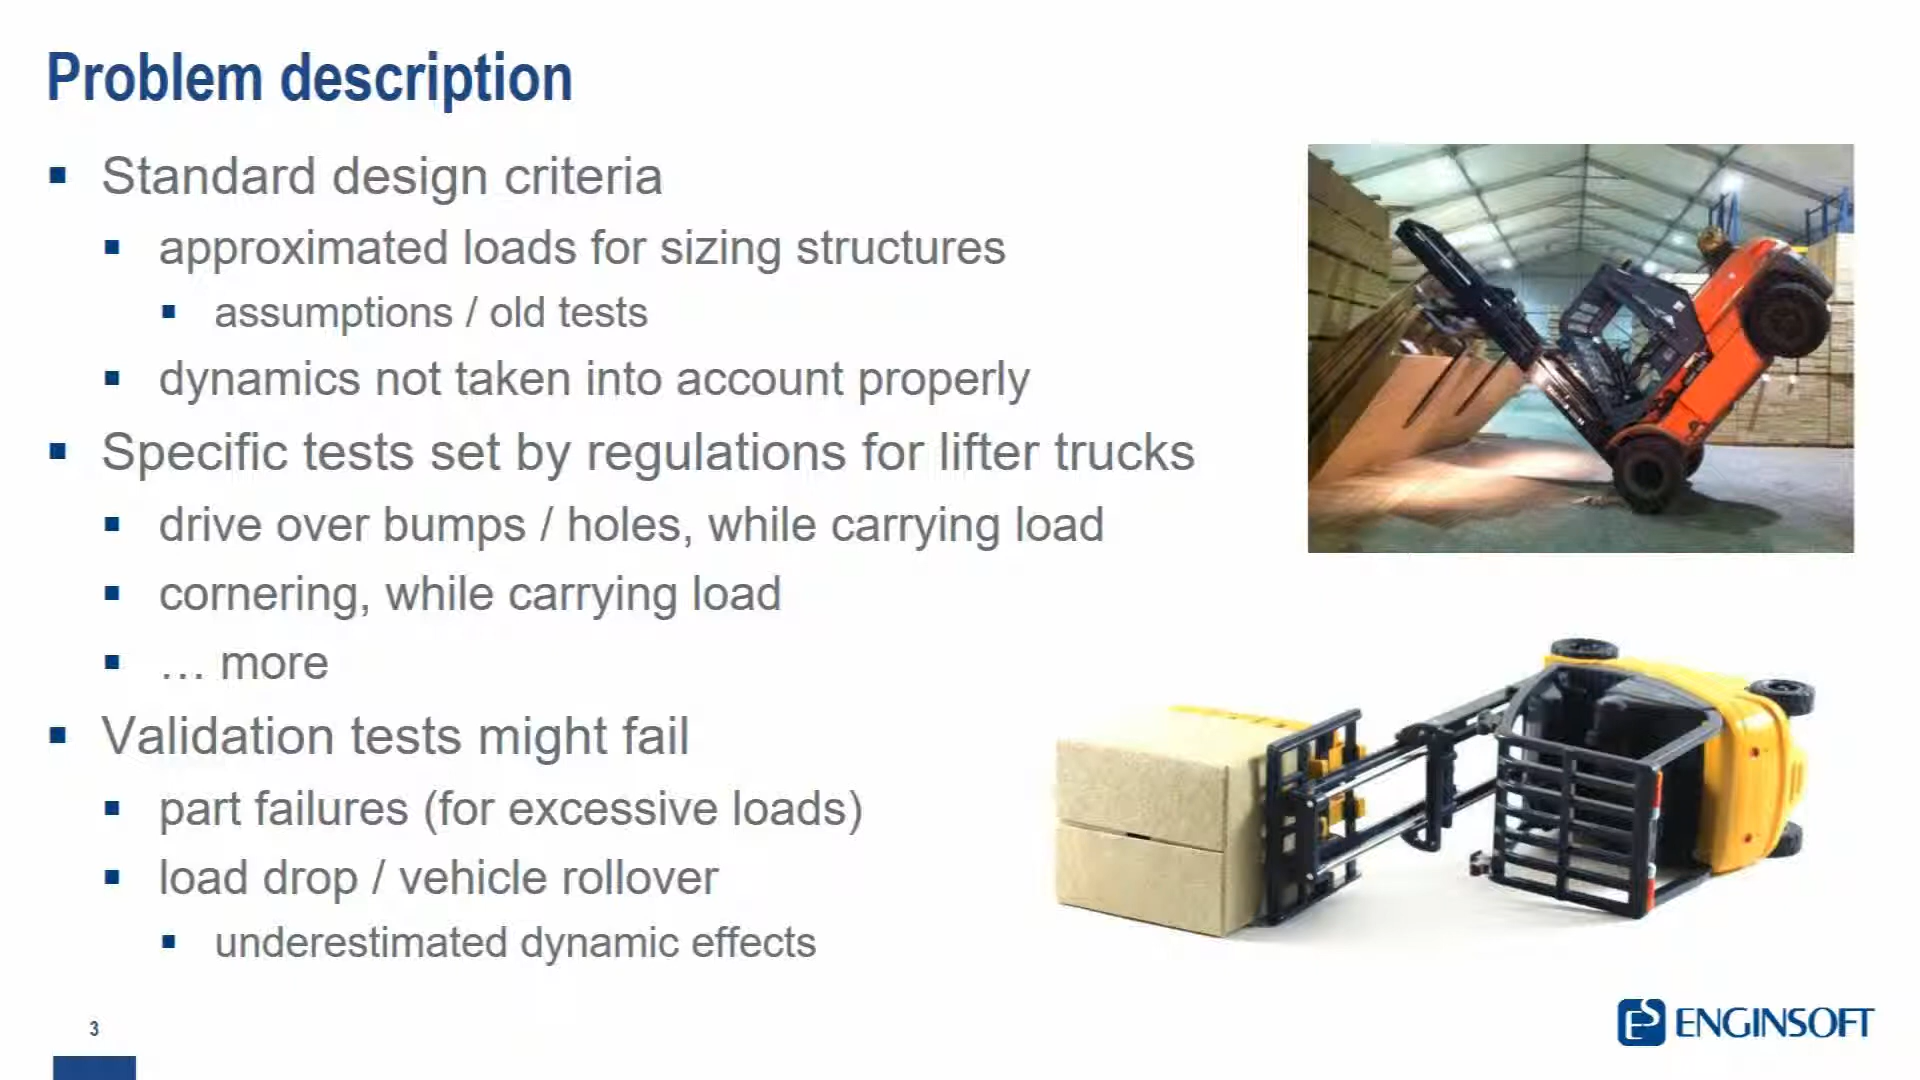 Problem description
Standard design criteria
approximated loads for sizing structures
assumptions / old tests
dynamics not taken into account properly
Specific tests set by regulations for lifter trucks
drive over bumps / holes, while carrying load
cornering, while carrying load
… more
Validation tests might fail
part failures (for excessive loads)
load drop / vehicle rollover
underestimated dynamic effects
3
ES ENGINSOFT